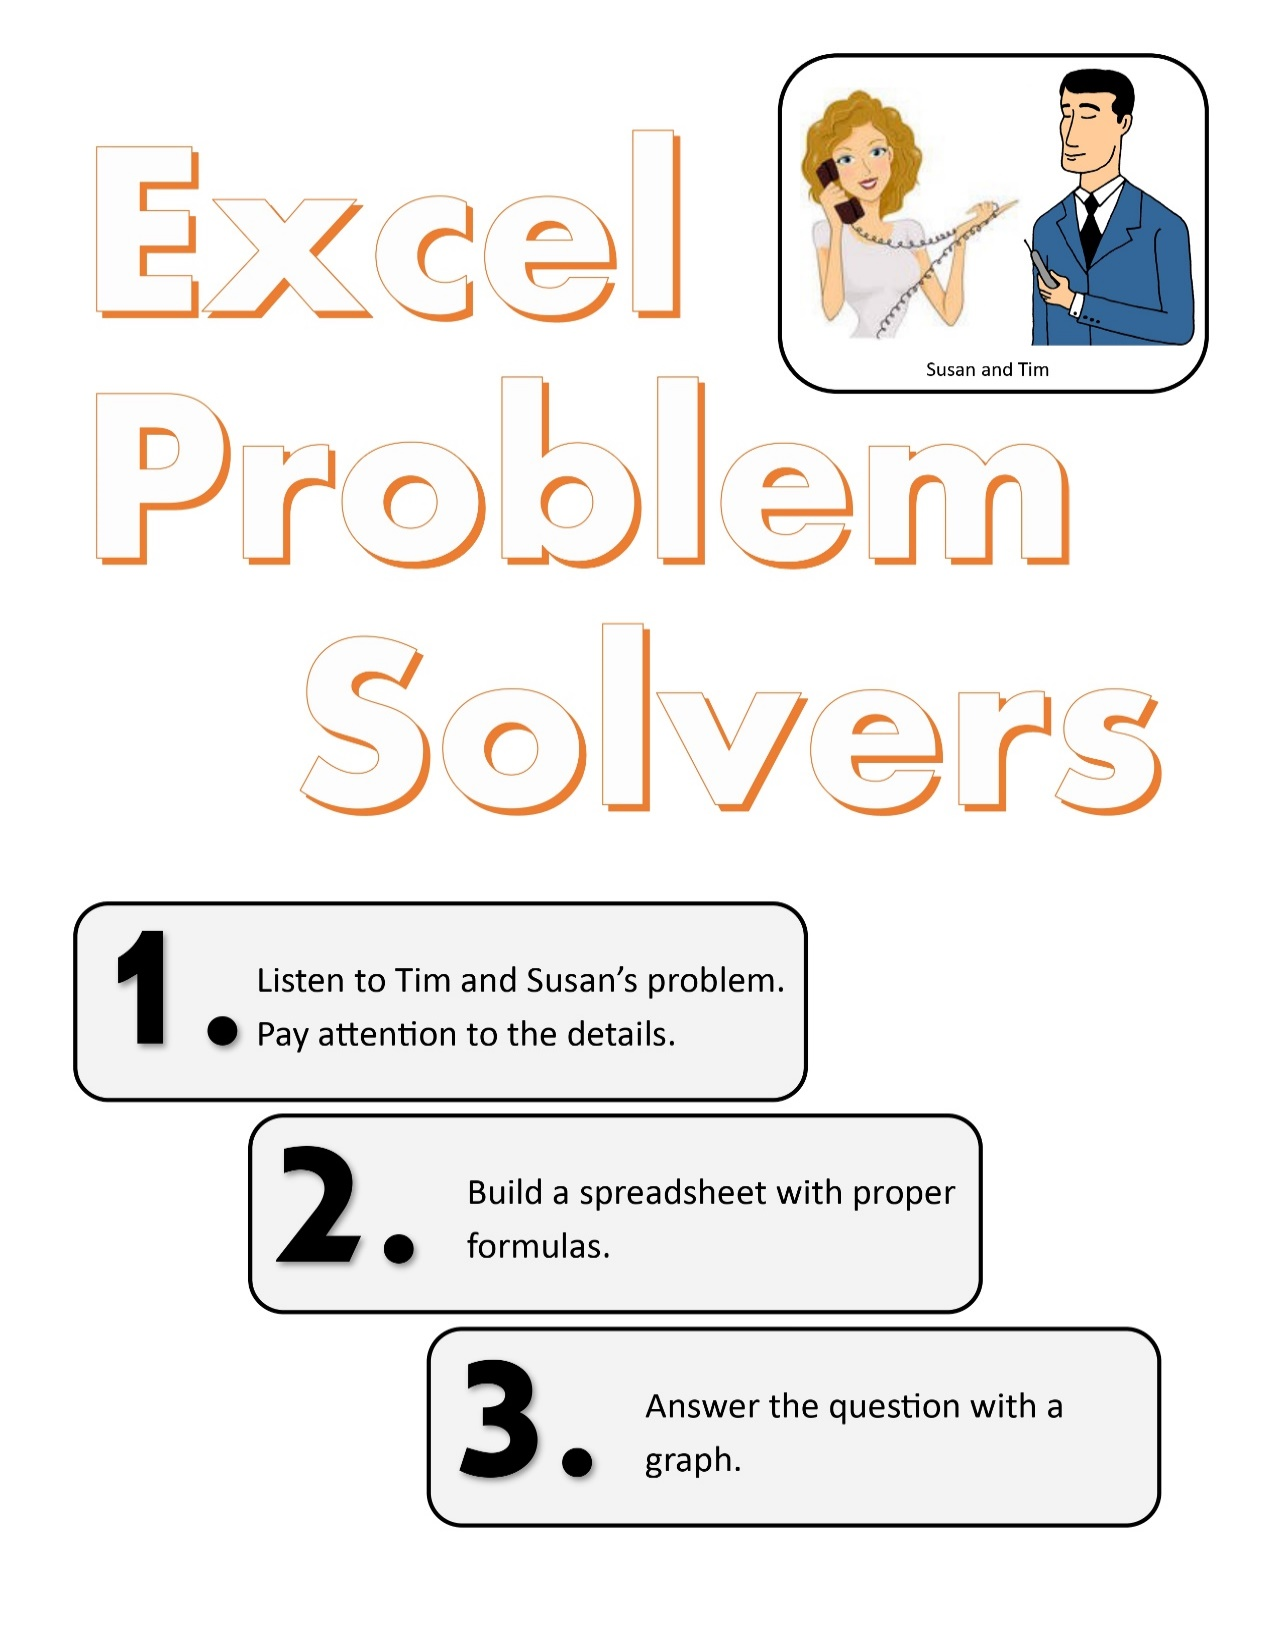 Excel
Susan and Tim
Problem
Solvers
1.
Listen to Tim and Susan’s problem.
Pay attention to the details.
2.
Build a spreadsheet with proper
formulas.
3.
Answer the question with a
graph.